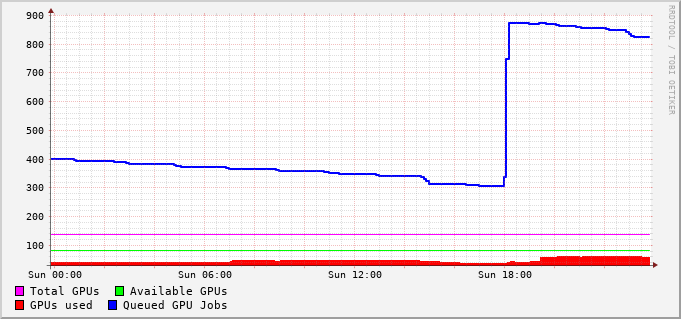 900
800
700
600
500
400
300
200
100
Sun 00:00 Sun 06:00 Sun 12:00 Sun 18:00
Total GPUs Available GPUs
GPUs used Queued GPU Jobs
RRDTOOL / TOBI OETIKER